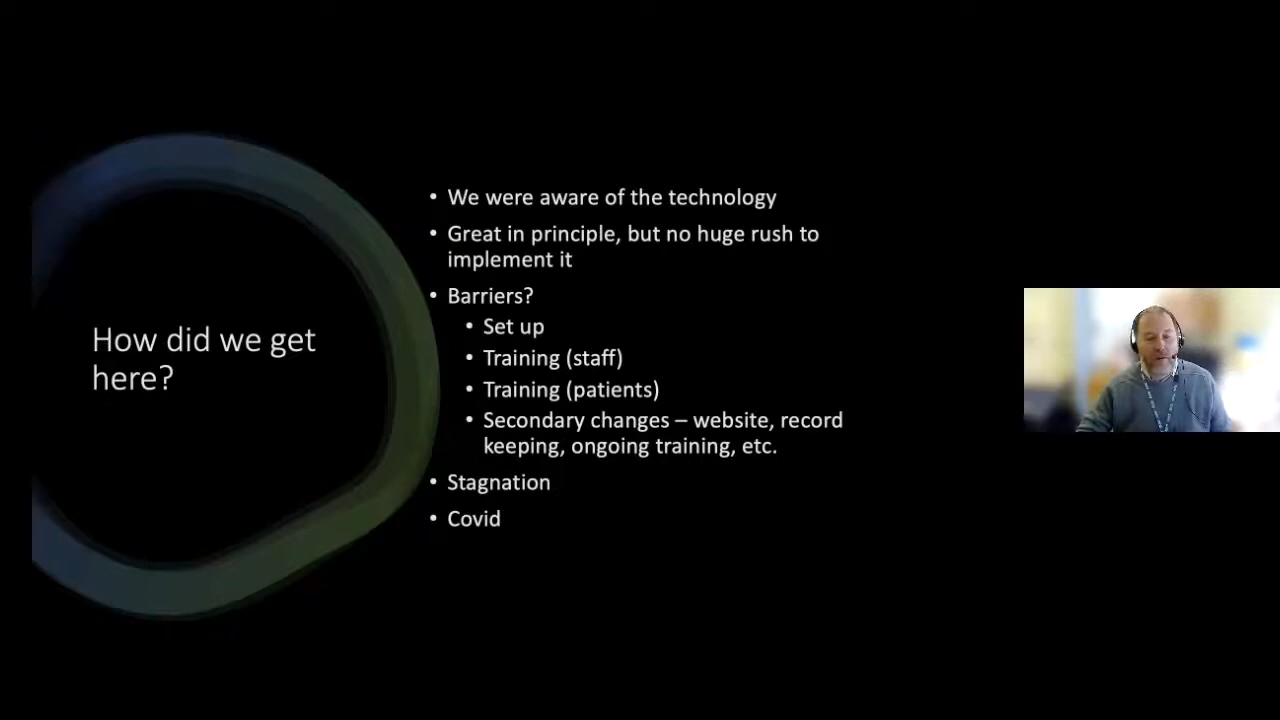 How did we get
here?
• We were aware of the technology
• Great in principle, but no huge rush to
implement it
• Barriers?
• Set up
• Training (staff)
• Training (patients)
• Secondary changes – website, record
keeping, ongoing training, etc.
• Stagnation
• Covid